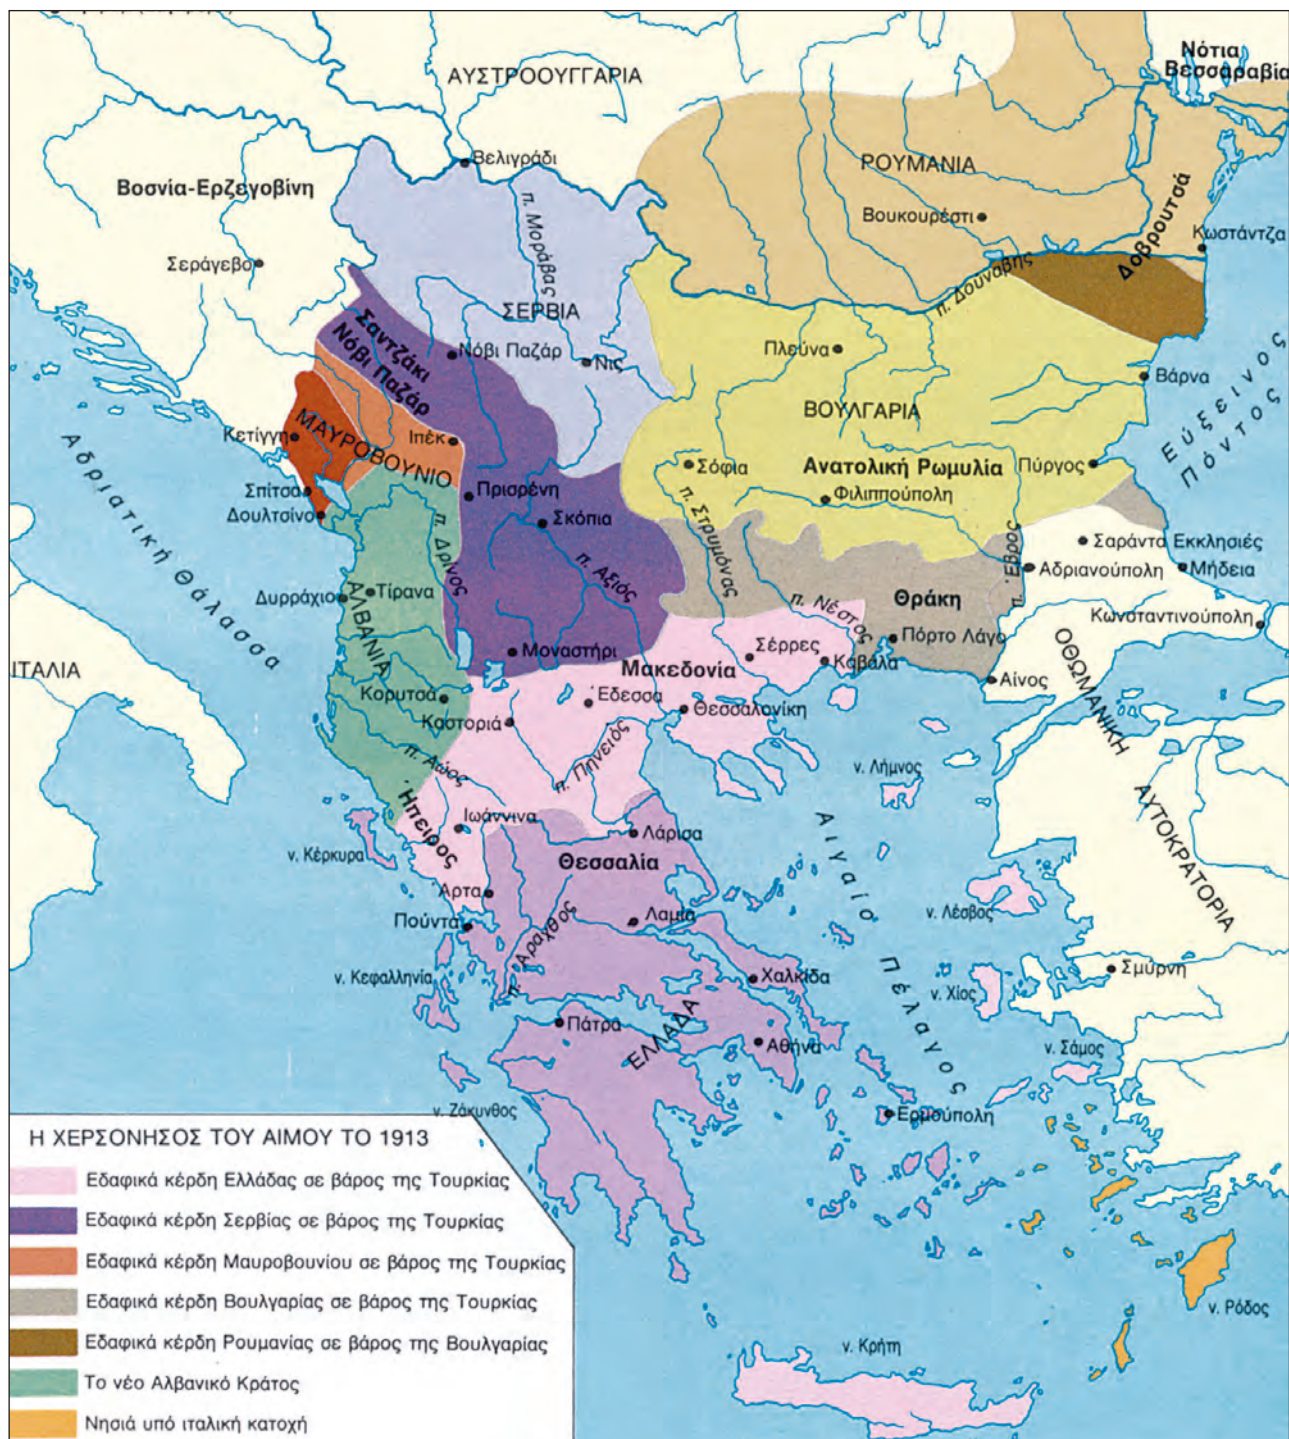 ΑΥΣΤΡΟΟΥΓΓΑΡΙΑ
Νότια
Βεσσαραβία
Βελιγράδι
Βοσνία-Ερζεγοβίνη
π. Μοράβας
ΡΟΥΜΑΝΙΑ
Βουκουρέστι
Δοβρουτσά
Κωστάντζα
Σεράγεβο
π. Δούναβης
ΣΕΡΒΙΑ
Σαντζάκι
Νόβι Παζάρ
Νόβι Παζάρ
Νις
Πλεύνα
Βάρνα
Εύξεινος
Πόντος
ΒΟΥΛΓΑΡΙΑ
Κετίγγη
ΜΑΥΡΟΒΟΥΝΙΟ
Ιπέκ
Σόφια
Ανατολική Ρωμυλία
Πύργος
Φιλιππούπολη
Σπίτσα
Δουλτσίνο
Πρισρένη
Σκόπια
π. Δρίνος
π. Αξιός
π. Στρυμόνας
π. Έβρος
Σαράντα Εκκλησιές
Αδριανούπολη
Μήδεια
Αδριατική Θάλασσα
Δυρράχιο
Τίρανα
ΑΛΒΑΝΙΑ
π. Νέστος
Θράκη
Κωνσταντινούπολη
Πόρτο Λάγο
ΙΤΑΛΙΑ
Μοναστήρι
Μακεδονία
Σέρρες
Καβάλα
Αίνος
ΟΘΩΜΑΝΙΚΗ
ΑΥΤΟΚΡΑΤΟΡΙΑ
Κορυτσά
Έδεσσα
Καστοριά
Θεσσαλονίκη
π. Αώος
π. Πηνειός
ν. Λήμνος
Ήπειρος
Ιωάννινα
Λάρισα
ν. Κέρκυρα
Θεσσαλία
Αιγαίο Πέλαγος
Άρτα
Πούντα
Λαμία
ν. Λέσβος
π. Άραχθος
ν. Κεφαλληνία
Χαλκίδα
ν. Χίος
Σμύρνη
Πάτρα
ΕΛΛΑΔΑ
Αθήνα
ν. Σάμος
ν. Ζάκυνθος
Ερμούπολη
ν. Ρόδος
ν. Κρήτη
Η ΧΕΡΣΟΝΗΣΟΣ ΤΟΥ ΑΙΜΟΥ ΤΟ 1913
Εδαφικά κέρδη Ελλάδας σε βάρος της Τουρκίας
Εδαφικά κέρδη Σερβίας σε βάρος της Τουρκίας
Εδαφικά κέρδη Μαυροβουνίου σε βάρος της Τουρκίας
Εδαφικά κέρδη Βουλγαρίας σε βάρος της Τουρκίας
Εδαφικά κέρδη Ρουμανίας σε βάρος της Βουλγαρίας
Το νέο Αλβανικό Κράτος
Νησιά υπό ιταλική κατοχή